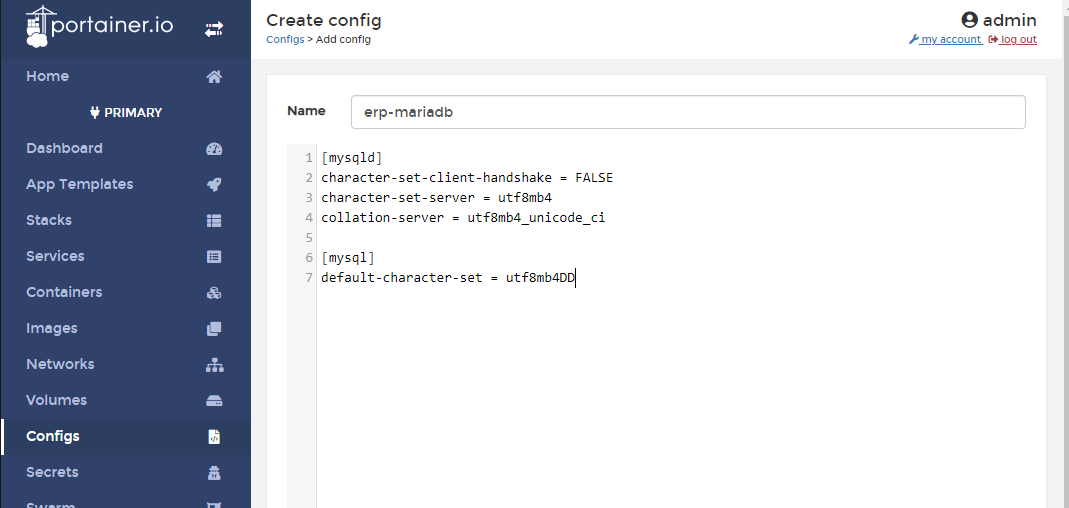 portainer.io
Home
PRIMARY
Dashboard
App Templates
Stacks
Services
Containers
Images
Networks
Volumes
Configs
Secrets
Swarm
Create config
Configs > Add config
admin
my account log out
Name erp-mariadb
1 [mysqld]
2 character-set-client-handshake = FALSE
3 character-set-server = utf8mb4
4 collation-server = utf8mb4_unicode_ci
5
6 [mysql]
7 default-character-set = utf8mb4DD